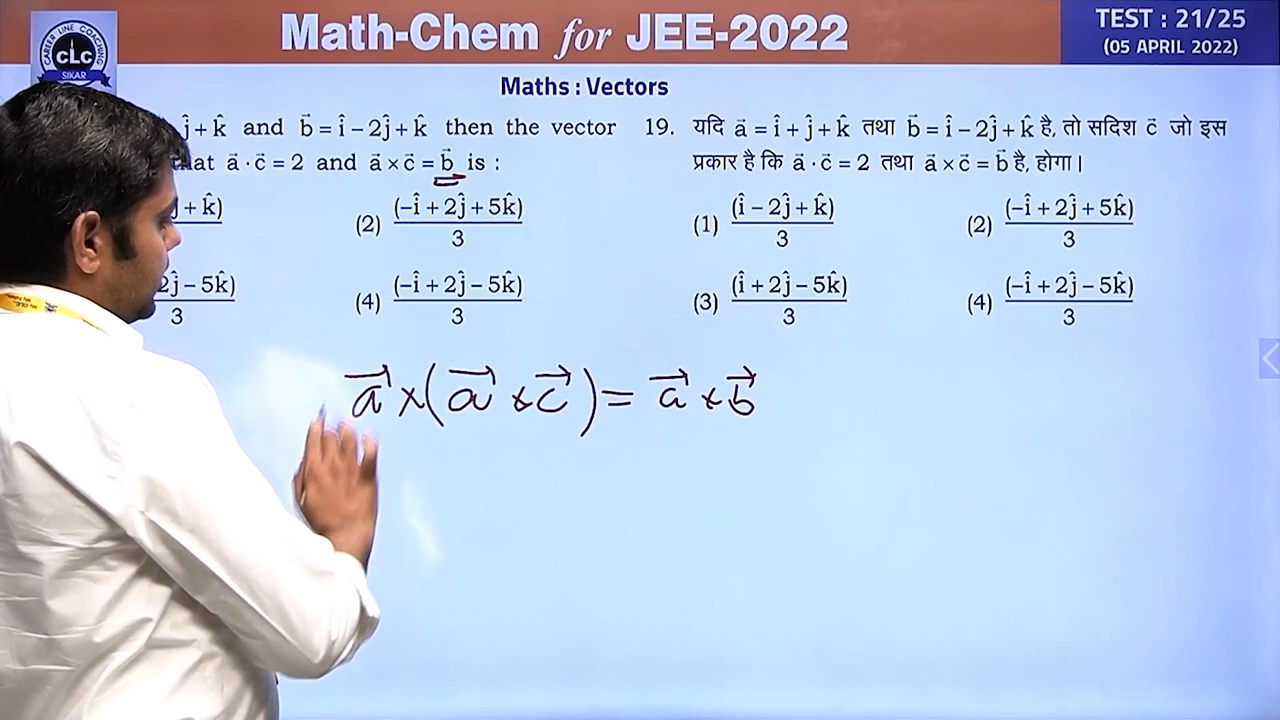 Math-Chem for JEE-2022
TEST : 21/25
(05 APRIL 2022)
CAREER LINE COACHING
CLC
SIKAR
Maths : Vectors
ĵ + k̂ and b⃗ = î − 2ĵ + k̂ then the vector
that a⃗ · c⃗ = 2 and a⃗ × c⃗ = b⃗ is :
ĵ + k̂)
(2) (−î + 2ĵ + 5k̂)/3
2ĵ − 5k̂)/3
(4) (−î + 2ĵ − 5k̂)/3
19. यदि a⃗ = î + ĵ + k̂ तथा b⃗ = î − 2ĵ + k̂ है, तो सदिश c⃗ जो इस
प्रकार है कि a⃗ · c⃗ = 2 तथा a⃗ × c⃗ = b⃗ है, होगा।
(1) (î − 2ĵ + k̂)/3
(2) (−î + 2ĵ + 5k̂)/3
(3) (î + 2ĵ − 5k̂)/3
(4) (−î + 2ĵ − 5k̂)/3
a⃗ × (a⃗ × c⃗) = a⃗ × b⃗